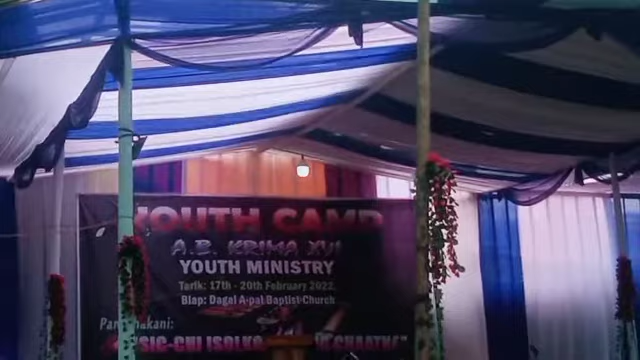 YOUTH CAMP
A.B. KRIMA XVI
YOUTH MINISTRY
Tarik: 17th - 20th February 2022
Biap: Dagal A·pal Baptist Church